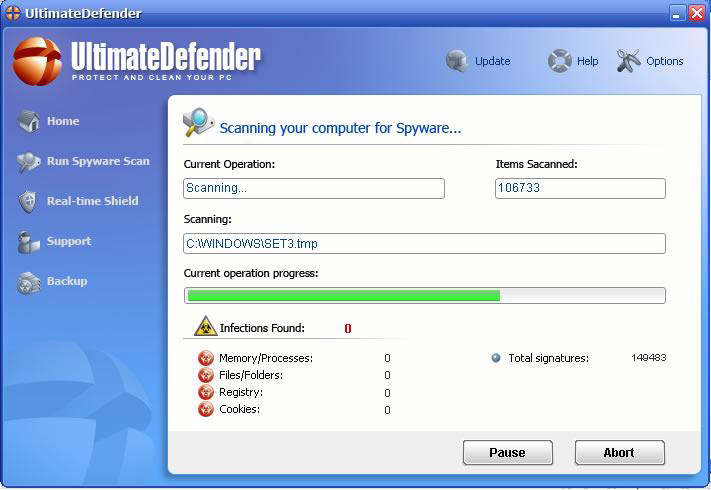 UltimateDefender
UltimateDefender
PROTECT AND CLEAN YOUR PC
Update
Help
Options
Home
Run Spyware Scan
Real-time Shield
Support
Backup
Scanning your computer for Spyware...
Current Operation:
Items Sacanned:
Scanning...
106733
Scanning:
C:\WINDOWS\SET3.tmp
Current operation progress:
Infections Found: 0
Memory/Processes: 0
Total signatures: 149483
Files/Folders: 0
Registry: 0
Cookies: 0
Pause
Abort